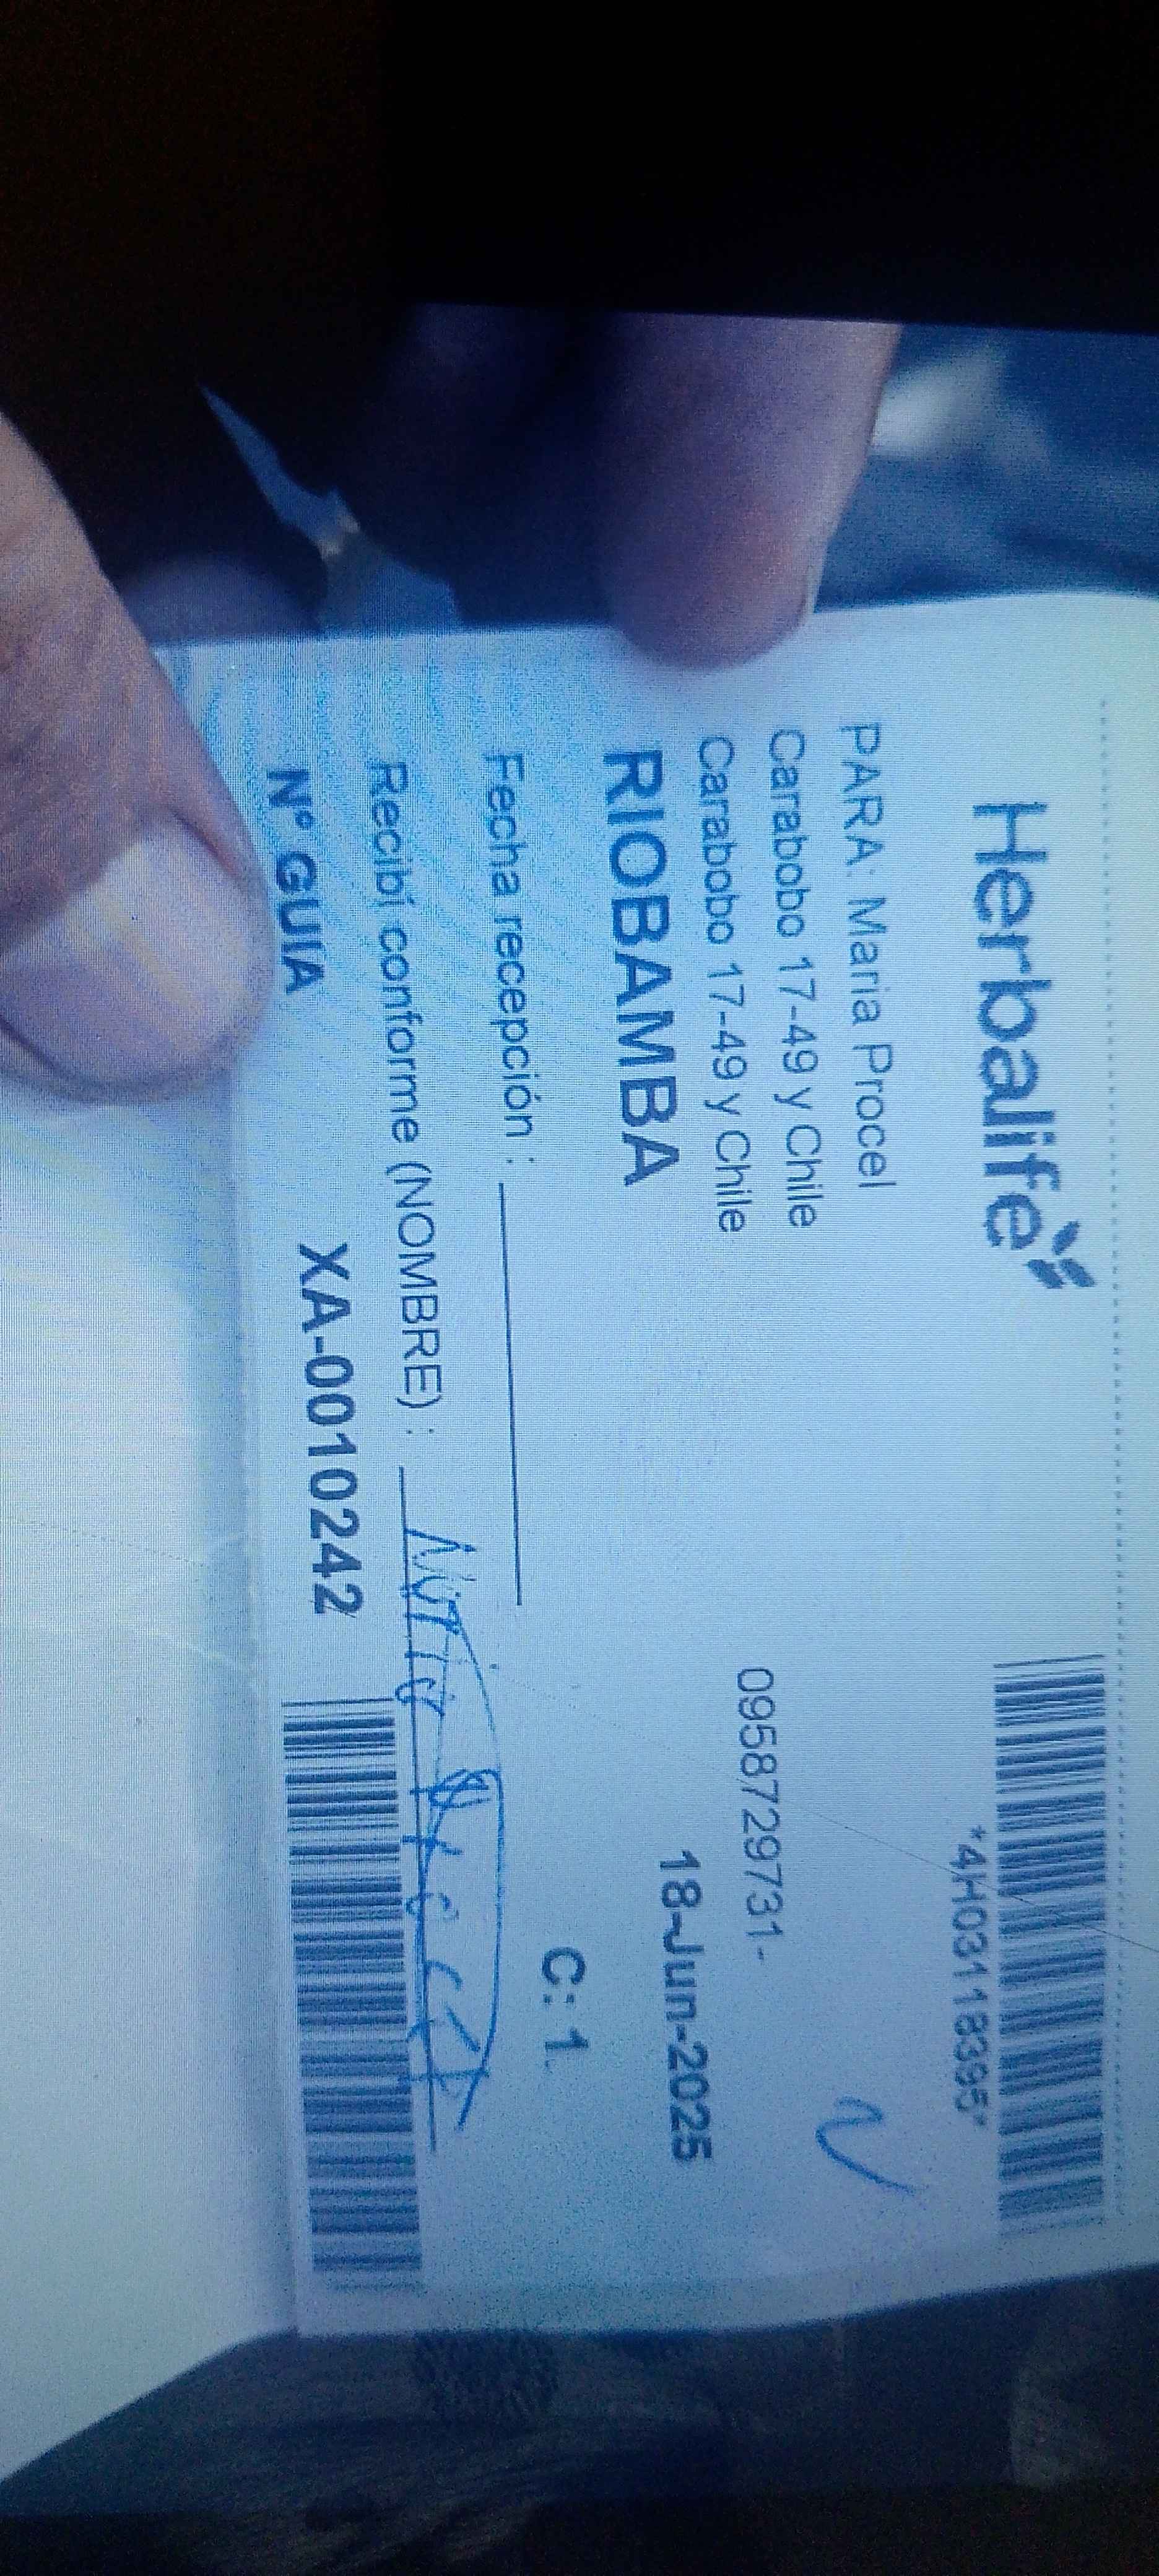 Herbalife
*4H03118395*
PARA: Maria Procel
Carabobo 17-49 y Chile
0958729731-
Carabobo 17-49 y Chile
RIOBAMBA
18-Jun-2025
Fecha recepción :
C: 1
Recibí conforme (NOMBRE) :
Nº GUIA XA-0010242